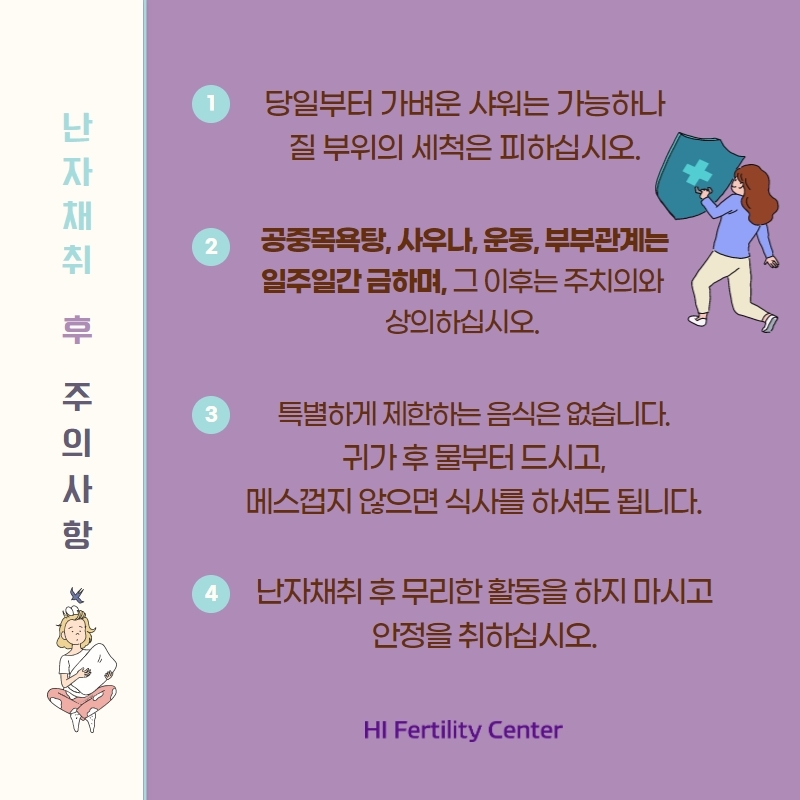 난자채취 후 주의사항
1 당일부터 가벼운 샤워는 가능하나
질 부위의 세척은 피하십시오.
2 공중목욕탕, 사우나, 운동, 부부관계는
일주일간 금하며, 그 이후는 주치의와
상의하십시오.
3 특별하게 제한하는 음식은 없습니다.
귀가 후 물부터 드시고,
메스껍지 않으면 식사를 하셔도 됩니다.
4 난자채취 후 무리한 활동을 하지 마시고
안정을 취하십시오.
HI Fertility Center